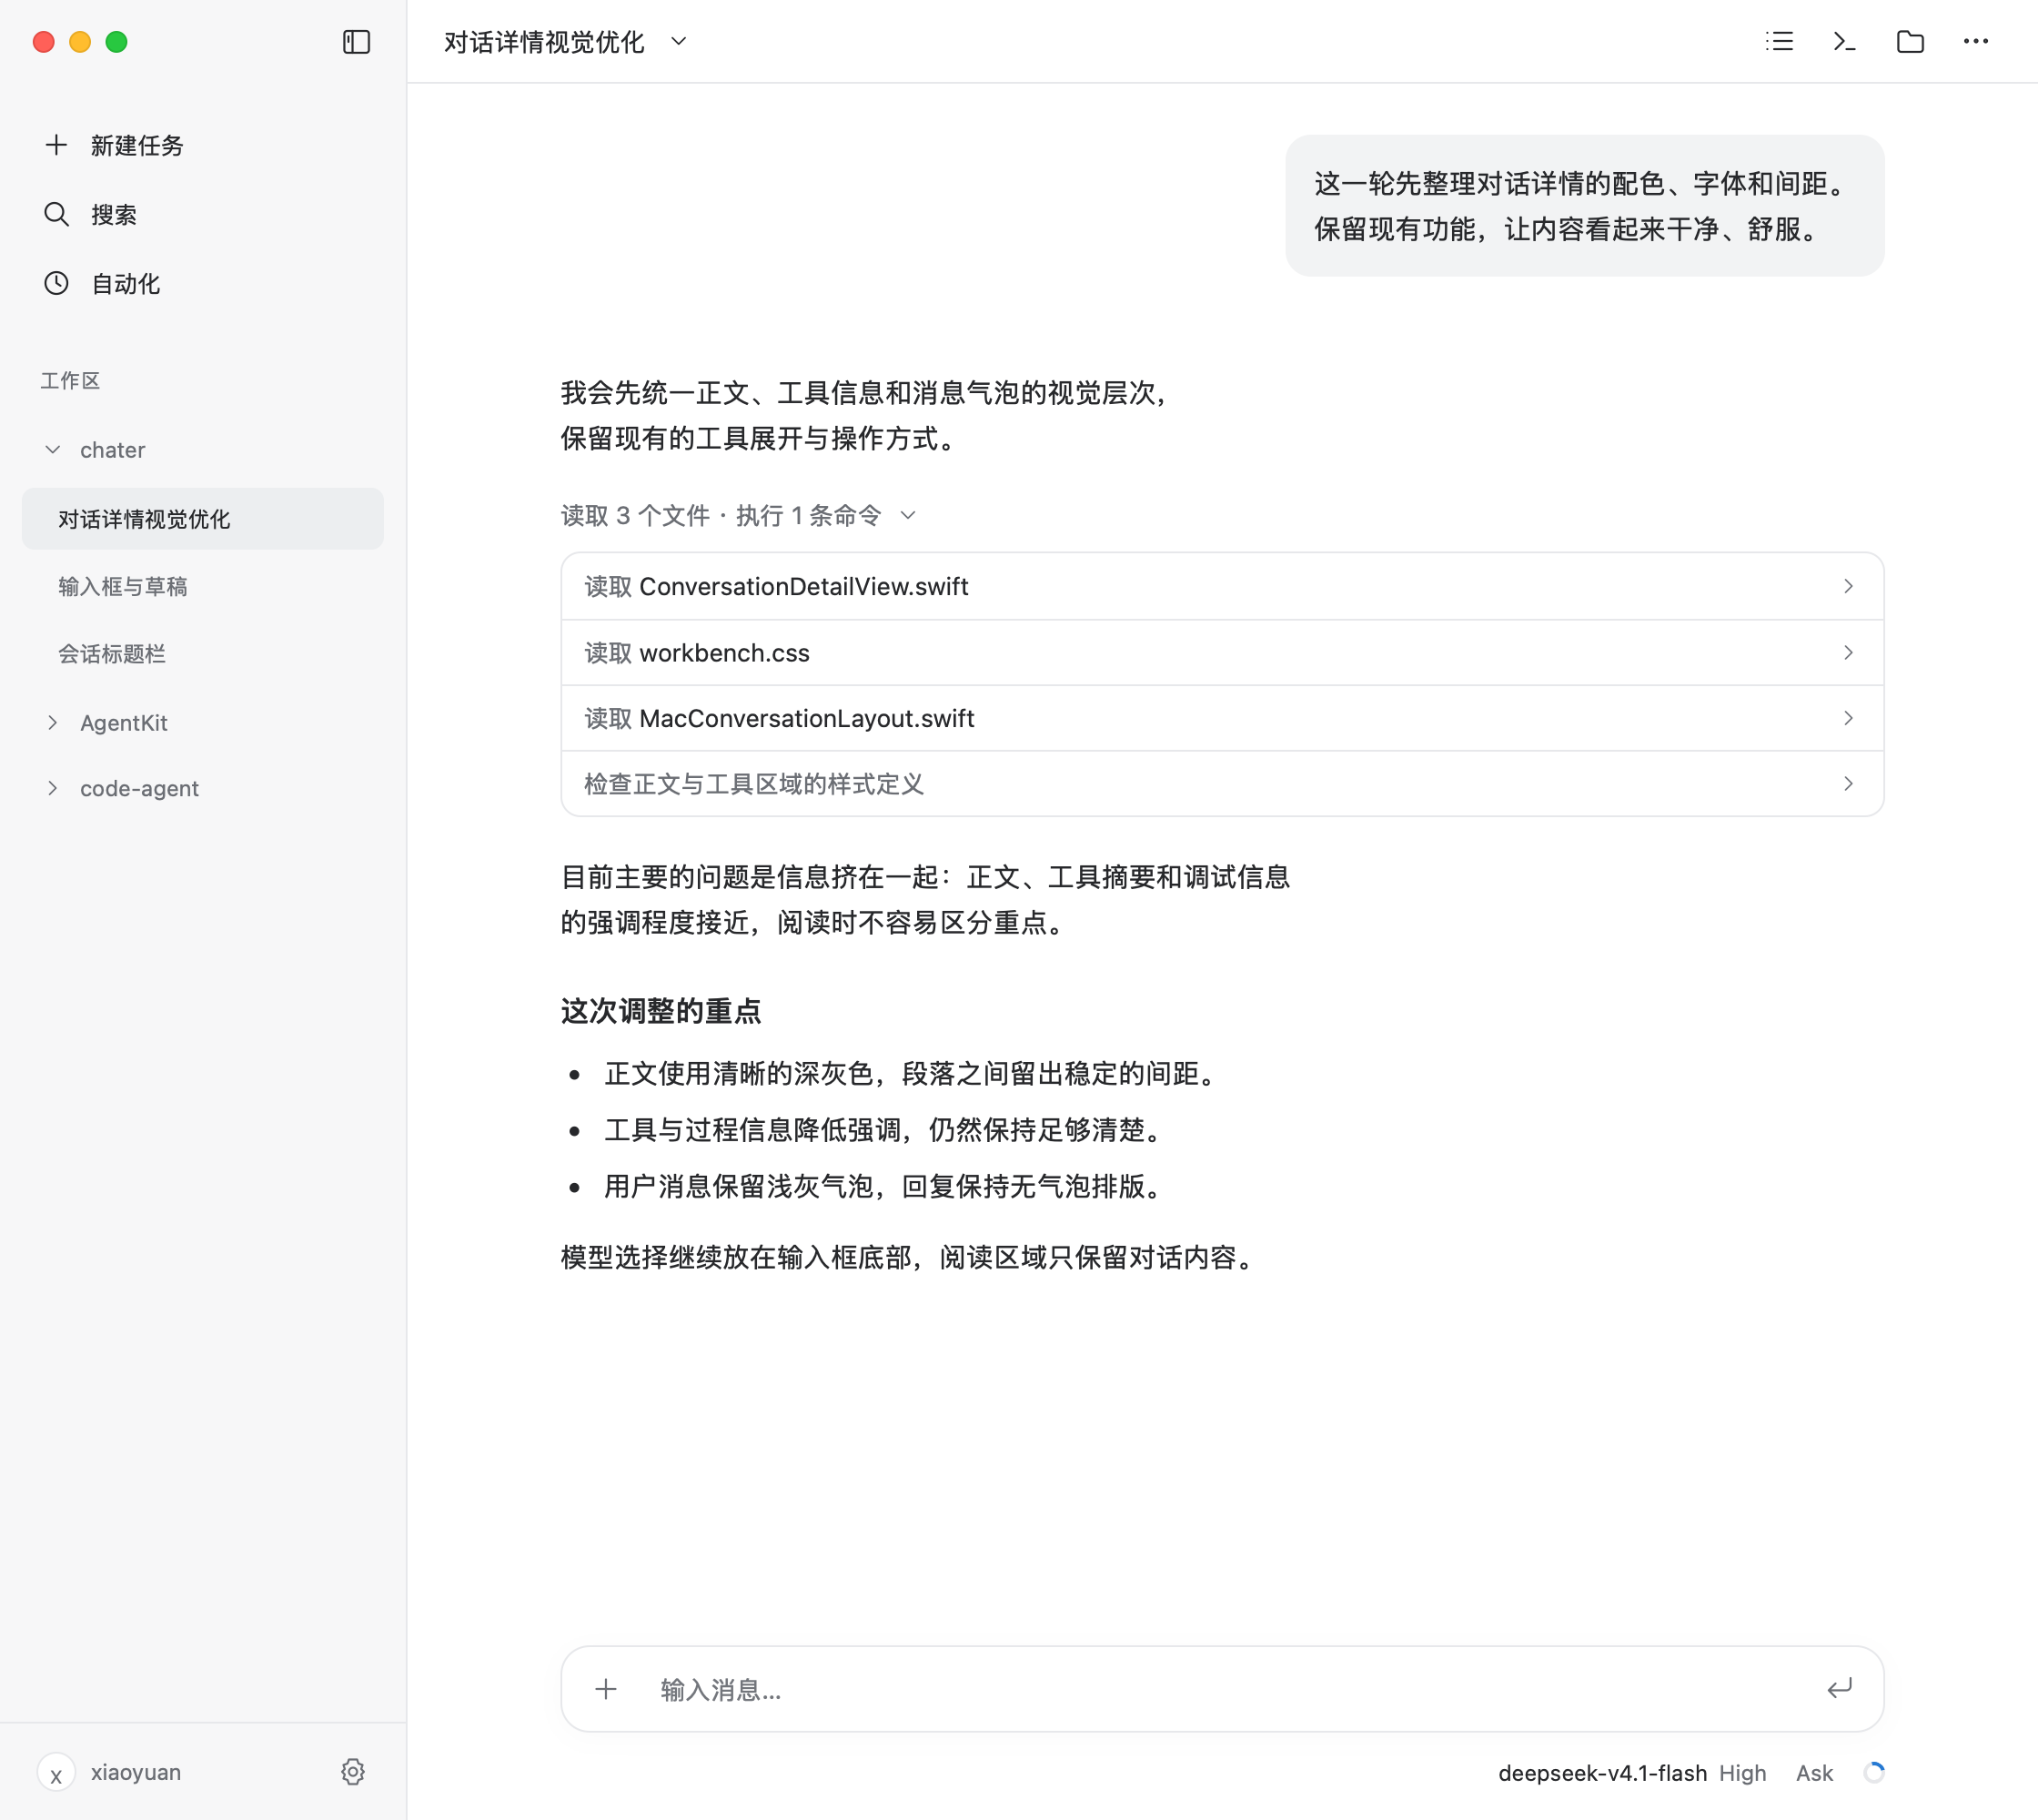 对话详情视觉优化
新建任务
搜索
自动化
工作区
chater
对话详情视觉优化
输入框与草稿
会话标题栏
AgentKit
code-agent
x xiaoyuan
这一轮先整理对话详情的配色、字体和间距。
保留现有功能，让内容看起来干净、舒服。
我会先统一正文、工具信息和消息气泡的视觉层次，
保留现有的工具展开与操作方式。
读取 3 个文件 · 执行 1 条命令
读取 ConversationDetailView.swift
读取 workbench.css
读取 MacConversationLayout.swift
检查正文与工具区域的样式定义
目前主要的问题是信息挤在一起：正文、工具摘要和调试信息
的强调程度接近，阅读时不容易区分重点。
这次调整的重点
• 正文使用清晰的深灰色，段落之间留出稳定的间距。
• 工具与过程信息降低强调，仍然保持足够清楚。
• 用户消息保留浅灰气泡，回复保持无气泡排版。
模型选择继续放在输入框底部，阅读区域只保留对话内容。
输入消息...
deepseek-v4.1-flash High Ask